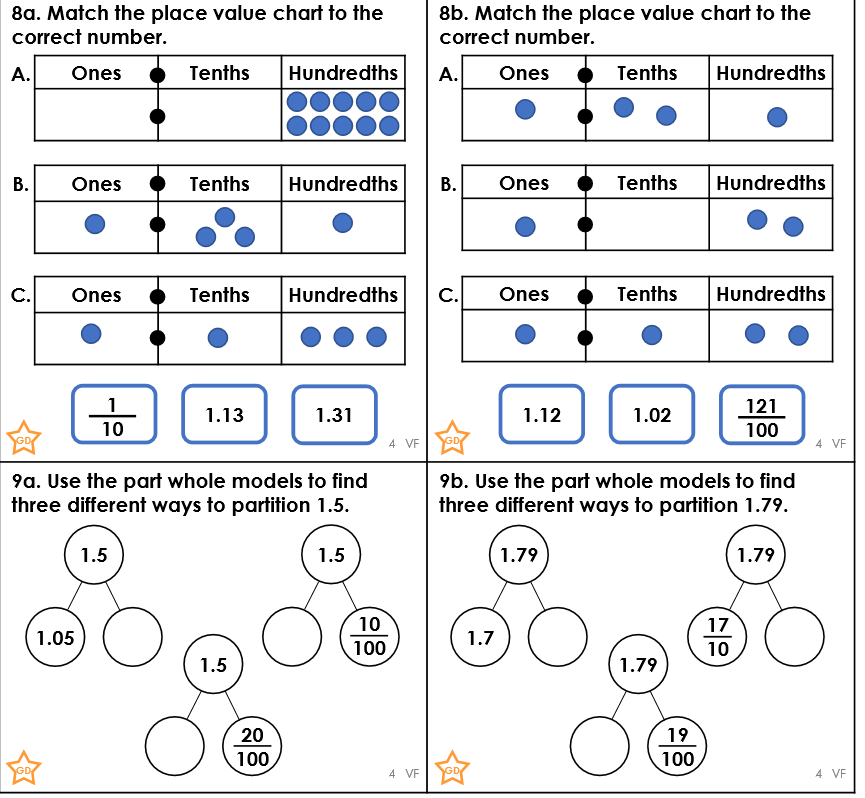 8a. Match the place value chart to the
correct number.
A. Ones Tenths Hundredths
B. Ones Tenths Hundredths
C. Ones Tenths Hundredths
1/10 1.13 1.31
GD
4 VF
8b. Match the place value chart to the
correct number.
A. Ones Tenths Hundredths
B. Ones Tenths Hundredths
C. Ones Tenths Hundredths
1.12 1.02 121/100
GD
4 VF
9a. Use the part whole models to find
three different ways to partition 1.5.
1.5 1.5
1.05 10/100
1.5
20/100
GD
4 VF
9b. Use the part whole models to find
three different ways to partition 1.79.
1.79 1.79
1.7 17/10
1.79
19/100
GD
4 VF